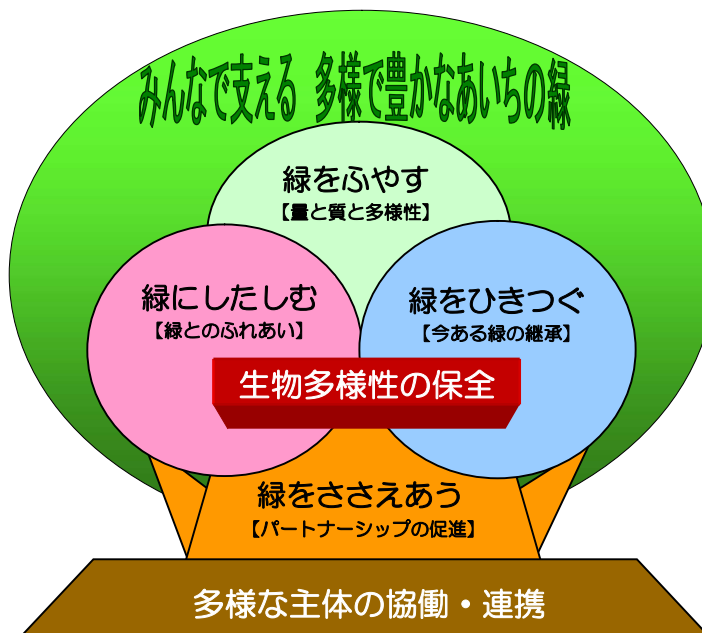 みんなで支える 多様で豊かなあいちの緑
緑をふやす
【量と質と多様性】
緑にしたしむ
【緑とのふれあい】
緑をひきつぐ
【今ある緑の継承】
生物多様性の保全
緑をささえあう
【パートナーシップの促進】
多様な主体の協働・連携